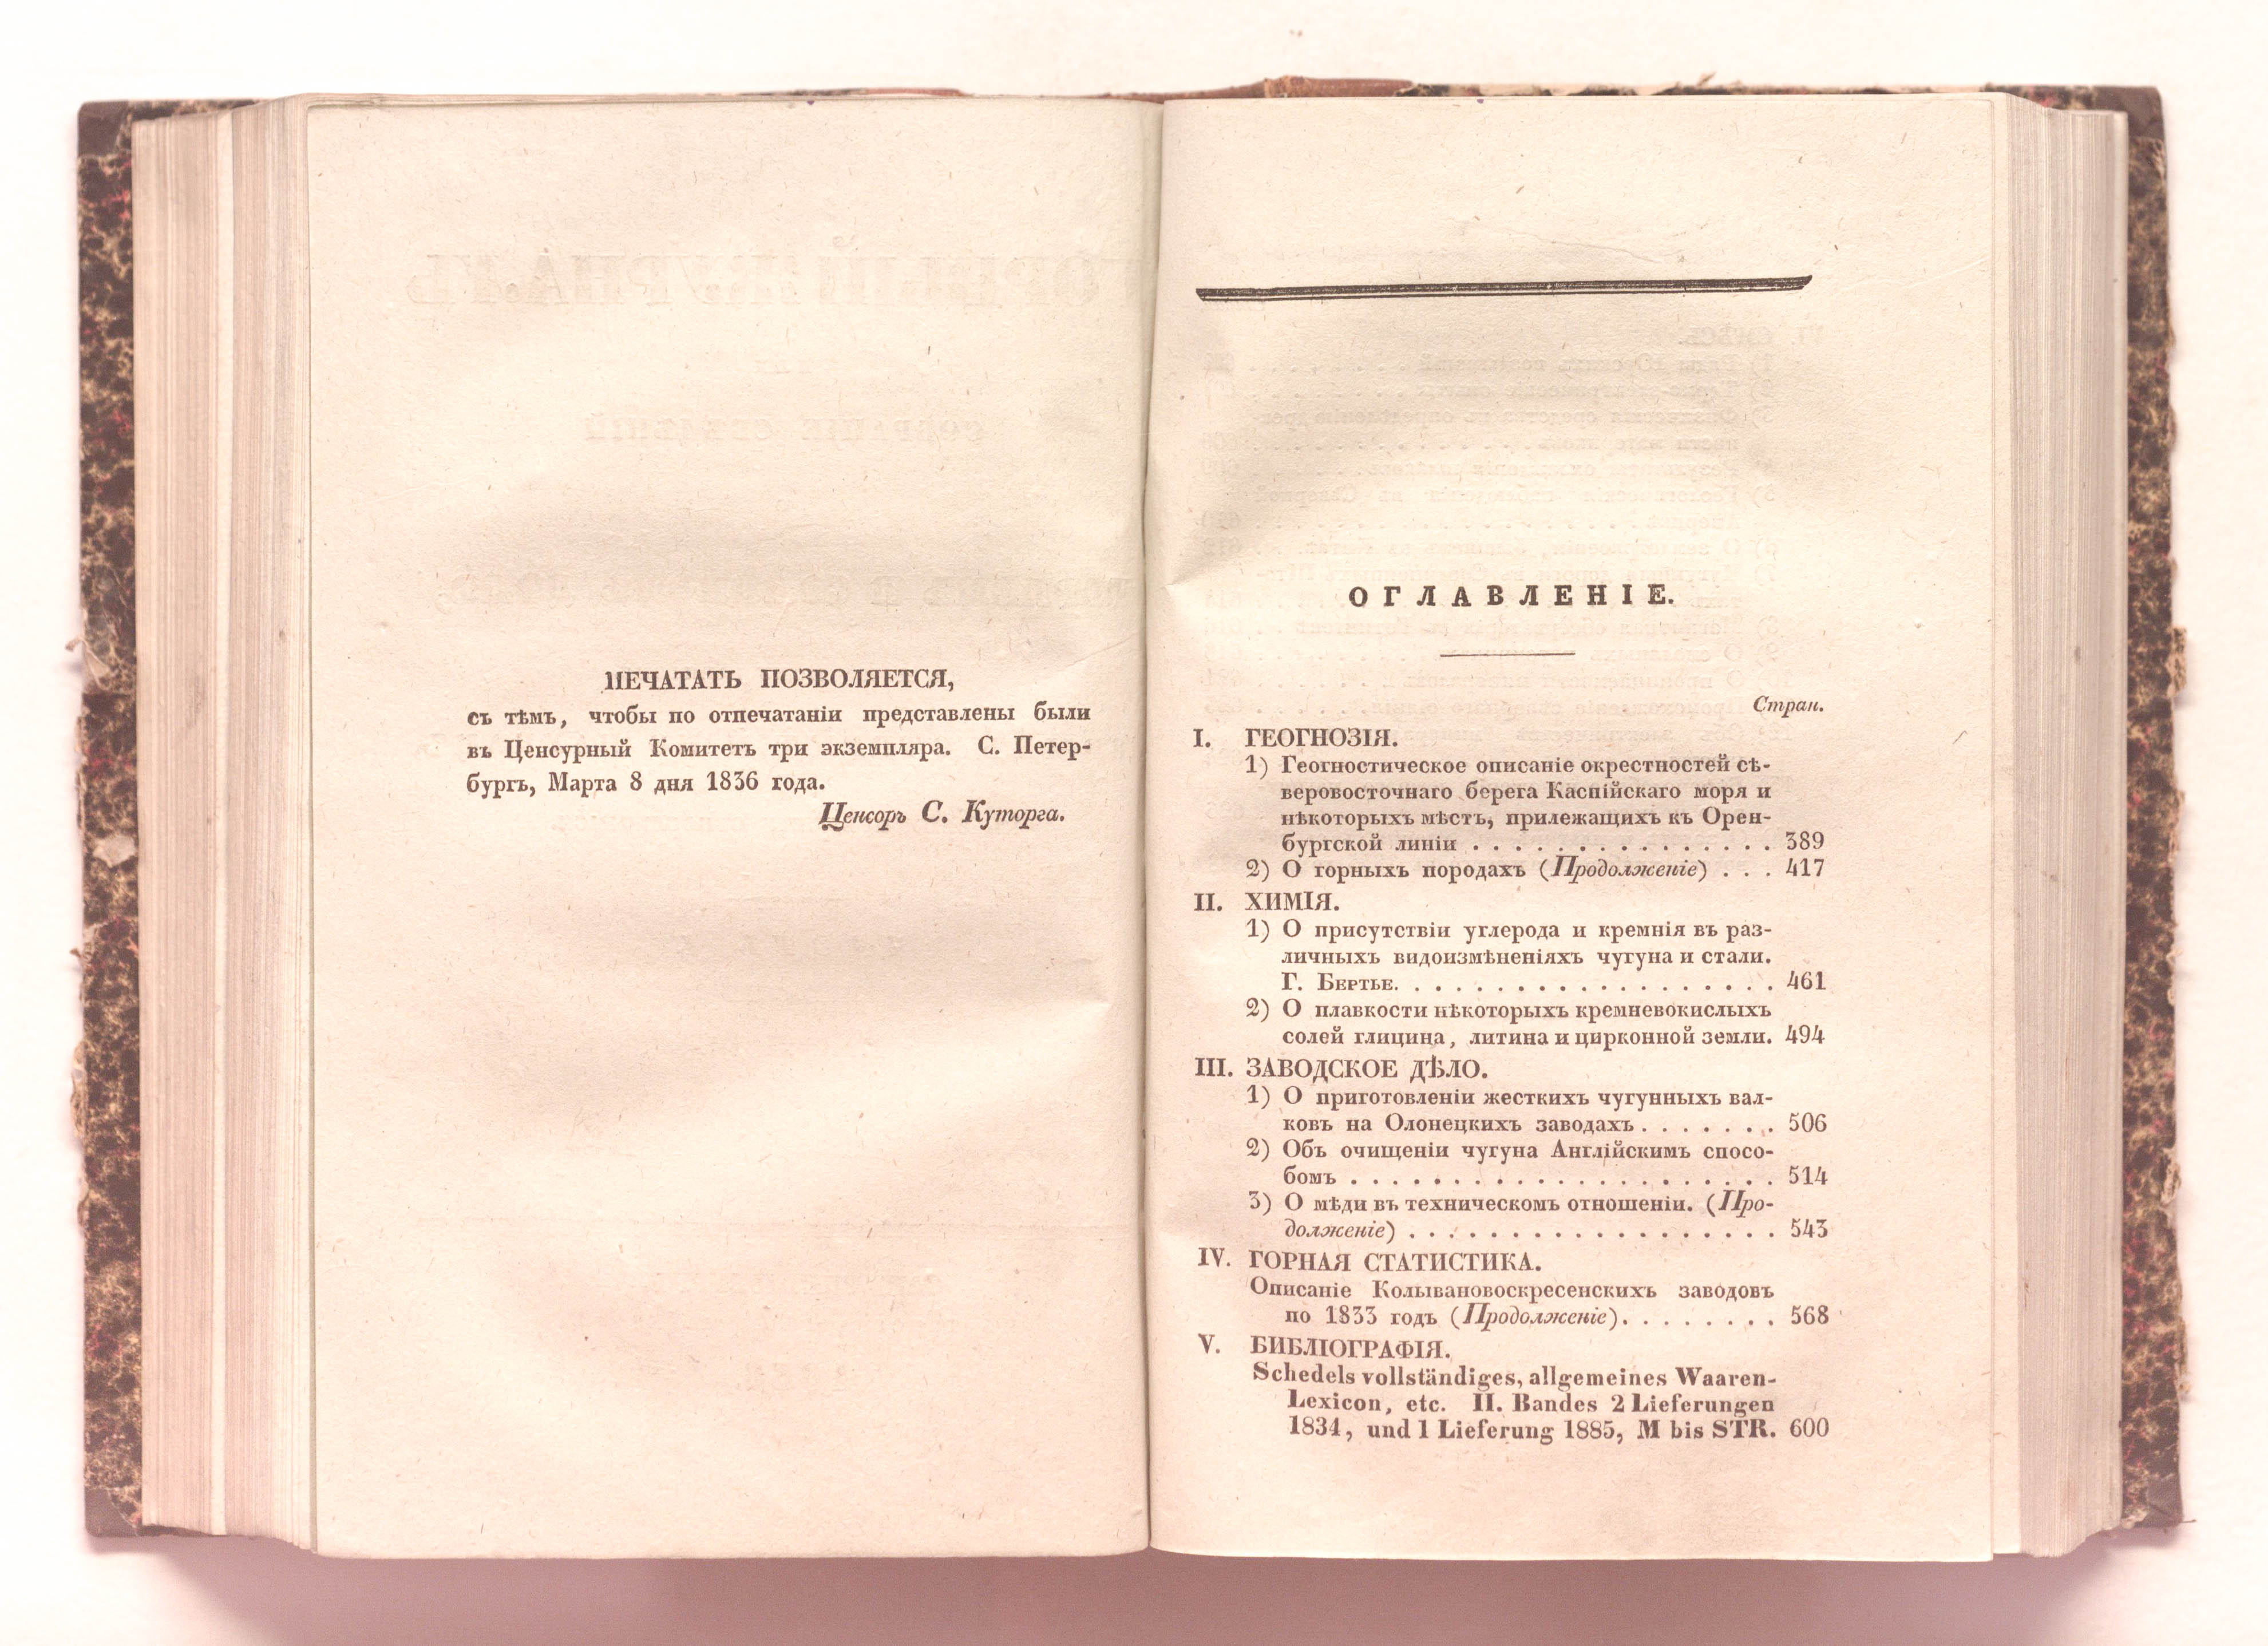 ПЕЧАТАТЬ ПОЗВОЛЯЕТСЯ,
съ тѣмъ, чтобы по отпечатаніи представлены были
въ Ценсурный Комитетъ три экземпляра. С. Петер-
бургъ, Марта 8 дня 1836 года.
Ценсоръ С. Куторга.
ОГЛАВЛЕНІЕ.
Стран.
I. ГЕОГНОЗІЯ.
1) Геогностическое описаніе окрестностей сѣ-
веровосточнаго берега Каспійскаго моря и
нѣкоторыхъ мѣстъ, прилежащихъ къ Орен-
бургской линіи . . . . . . . . . . . . . . . 389
2) О горныхъ породахъ (Продолженіе) . . . 417
II. ХИМІЯ.
1) О присутствіи углерода и кремнія въ раз-
личныхъ видоизмѣненіяхъ чугуна и стали.
Г. Бертье. . . . . . . . . . . . . . . . . . . 461
2) О плавкости нѣкоторыхъ кремневокислыхъ
солей глицина, литина и цирконной земли. 494
III. ЗАВОДСКОЕ ДѢЛО.
1) О приготовленіи жесткихъ чугунныхъ вал-
ковъ на Олонецкихъ заводахъ . . . . . . . 506
2) Объ очищеніи чугуна Англійскимъ спосо-
бомъ . . . . . . . . . . . . . . . . . . . . . 514
3) О мѣди въ техническомъ отношеніи. (Про-
долженіе) . . . . . . . . . . . . . . . . . . 543
IV. ГОРНАЯ СТАТИСТИКА.
Описаніе Колывановоскресенскихъ заводовъ
по 1833 годъ (Продолженіе). . . . . . . . 568
V. БИБЛІОГРАФІЯ.
Schedels vollständiges, allgemeines Waaren-
Lexicon, etc. II. Bandes 2 Lieferungen
1834, und 1 Lieferung 1885, M bis STR. 600